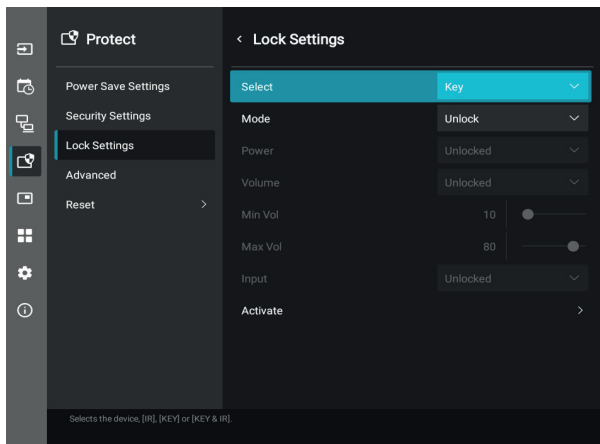 Protect
Power Save Settings
Security Settings
Lock Settings
Advanced
Reset
Lock Settings
Select Key
Mode Unlock
Power Unlocked
Volume Unlocked
Min Vol 10
Max Vol 80
Input Unlocked
Activate
Selects the device, [IR], [KEY] or [KEY & IR].